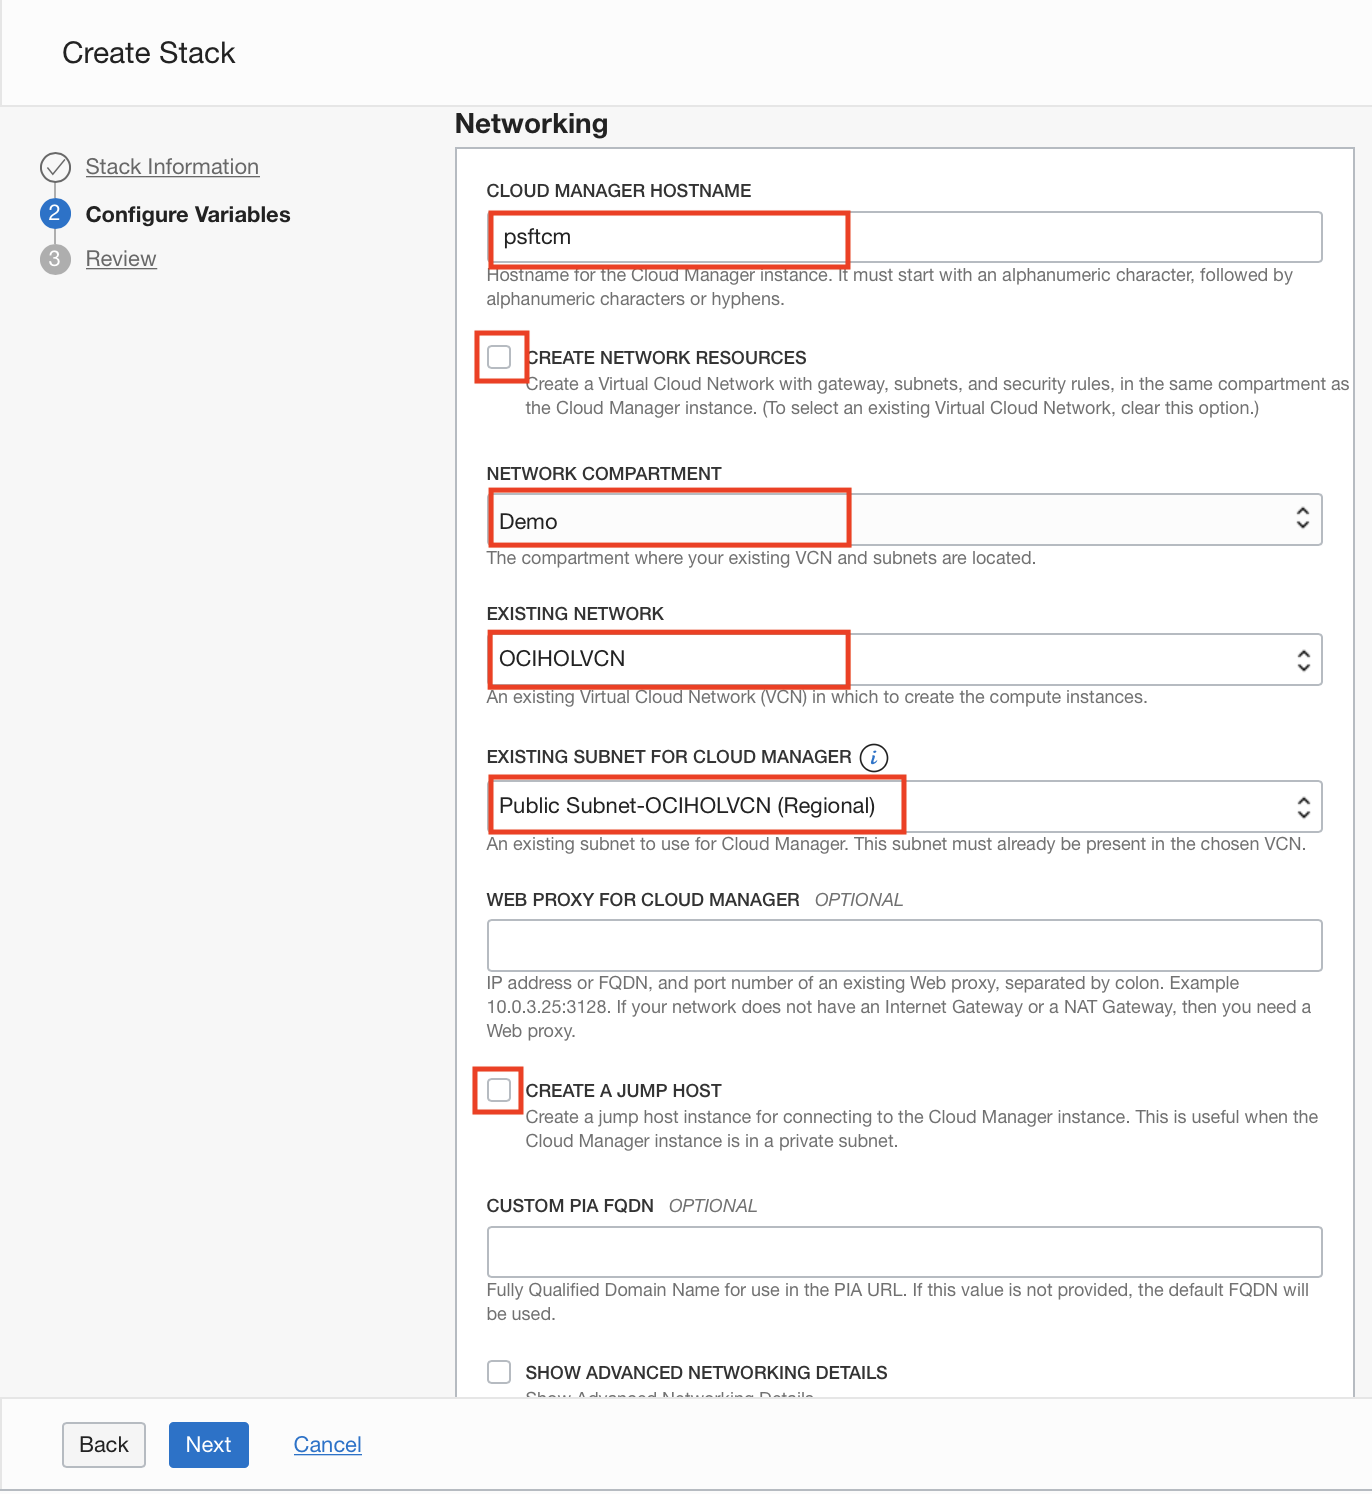 Create Stack
Stack Information
2
Configure Variables
3
Review
Networking
CLOUD MANAGER HOSTNAME
psftcm
Hostname for the Cloud Manager instance. It must start with an alphanumeric character, followed by
alphanumeric characters or hyphens.
CREATE NETWORK RESOURCES
Create a Virtual Cloud Network with gateway, subnets, and security rules, in the same compartment as
the Cloud Manager instance. (To select an existing Virtual Cloud Network, clear this option.)
NETWORK COMPARTMENT
Demo
The compartment where your existing VCN and subnets are located.
EXISTING NETWORK
OCIHOLVCN
An existing Virtual Cloud Network (VCN) in which to create the compute instances.
EXISTING SUBNET FOR CLOUD MANAGER i
Public Subnet-OCIHOLVCN (Regional)
An existing subnet to use for Cloud Manager. This subnet must already be present in the chosen VCN.
WEB PROXY FOR CLOUD MANAGER OPTIONAL
IP address or FQDN, and port number of an existing Web proxy, separated by colon. Example
10.0.3.25:3128. If your network does not have an Internet Gateway or a NAT Gateway, then you need a
Web proxy.
CREATE A JUMP HOST
Create a jump host instance for connecting to the Cloud Manager instance. This is useful when the
Cloud Manager instance is in a private subnet.
CUSTOM PIA FQDN OPTIONAL
Fully Qualified Domain Name for use in the PIA URL. If this value is not provided, the default FQDN will
be used.
SHOW ADVANCED NETWORKING DETAILS
Show Advanced Networking Details
Back
Next
Cancel